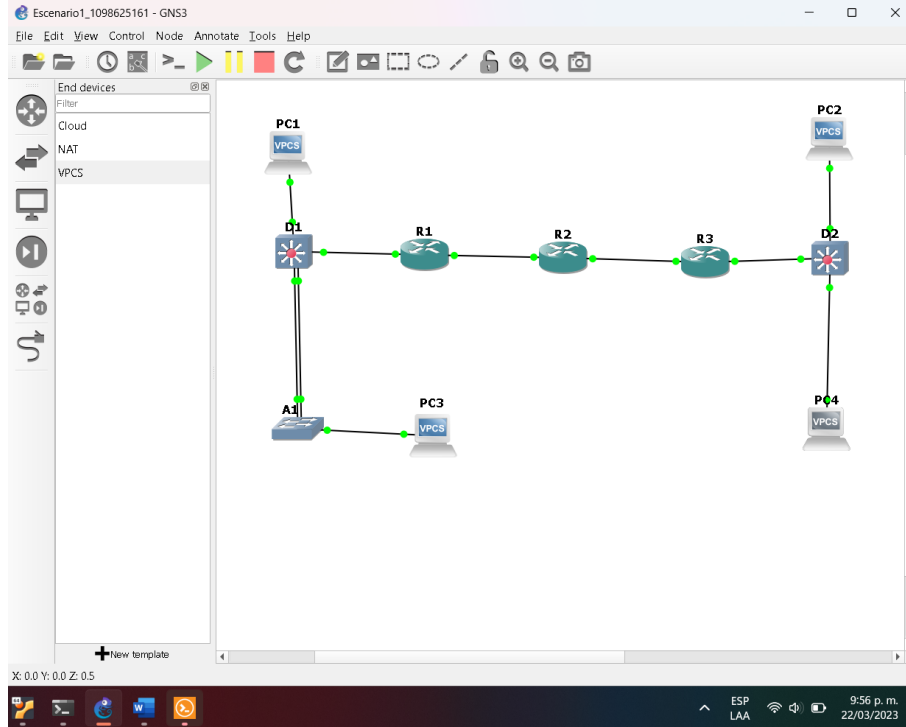 Escenario1_1098625161 - GNS3
File Edit View Control Node Annotate Tools Help
End devices
Filter
Cloud
NAT
VPCS
New template
PC1
VPCS
PC2
VPCS
D1
R1
R2
R3
D2
A1
PC3
VPCS
PC4
VPCS
X: 0.0 Y: 0.0 Z: 0.5
ESP
LAA
9:56 p. m.
22/03/2023